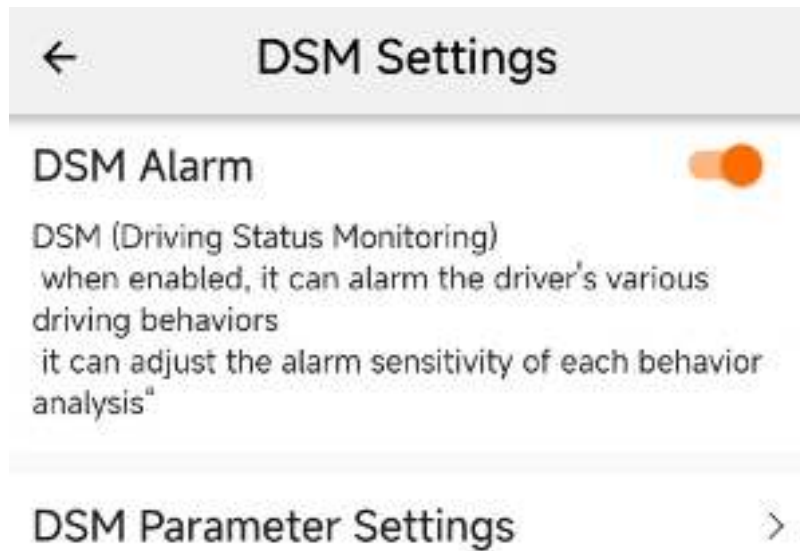 DSM Settings
DSM Alarm
DSM (Driving Status Monitoring)
when enabled, it can alarm the driver's various
driving behaviors
it can adjust the alarm sensitivity of each behavior
analysis“
DSM Parameter Settings